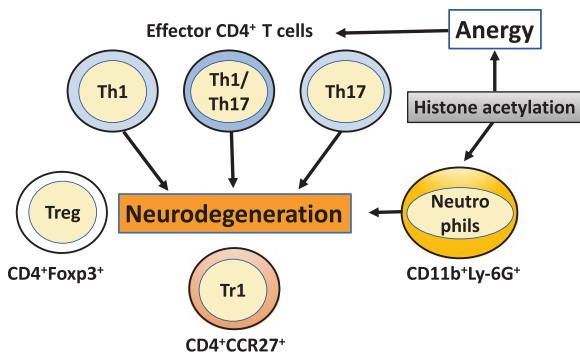 Effector CD4⁺ T cells
Anergy
Th1
Th1/
Th17
Th17
Histone acetylation
Treg
Neurodegeneration
Neutro
phils
CD4⁺Foxp3⁺
CD11b⁺Ly-6G⁺
Tr1
CD4⁺CCR27⁺